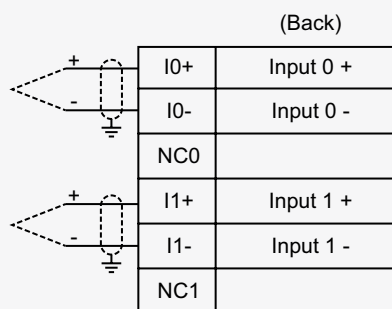 (Back)
+ I0+ Input 0 +
- I0- Input 0 -
NC0
+ I1+ Input 1 +
- I1- Input 1 -
NC1